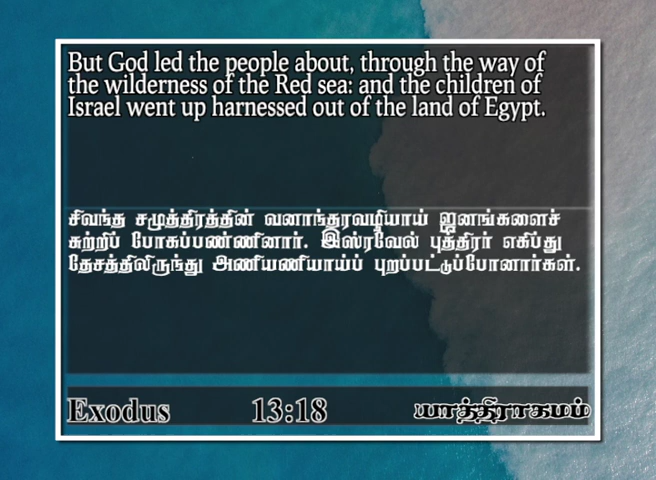 But God led the people about, through the way of
the wilderness of the Red sea: and the children of
Israel went up harnessed out of the land of Egypt.
சிவந்த சமுத்திரத்தின் வனாந்தரவழியாய் ஜனங்களைச்
சுற்றிப் போகப்பண்ணினார். இஸ்ரவேல் புத்திரர் எகிப்து
தேசத்திலிருந்து அணியணியாய்ப் புறப்பட்டுப்போனார்கள்.
Exodus 13:18 யாத்திராகமம்